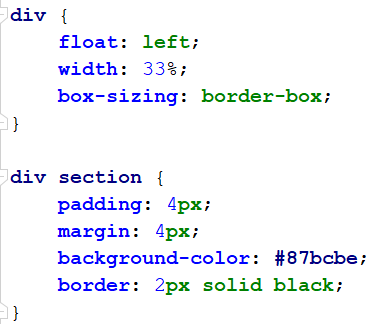 div {
    float: left;
    width: 33%;
    box-sizing: border-box;
}

div section {
    padding: 4px;
    margin: 4px;
    background-color: #87bcbe;
    border: 2px solid black;
}